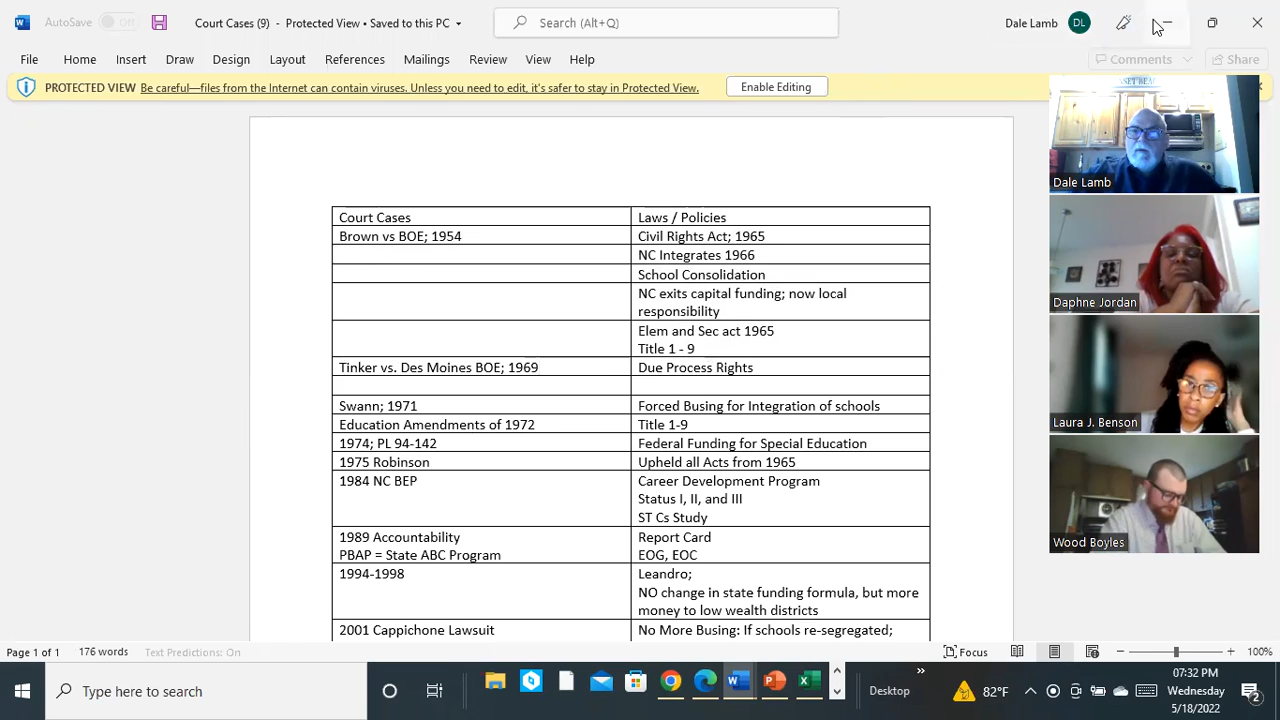 AutoSave Off Court Cases (9) - Protected View • Saved to this PC Search (Alt+Q) Dale Lamb DL
File Home Insert Draw Design Layout References Mailings Review View Help Comments Share
PROTECTED VIEW Be careful—files from the Internet can contain viruses. Unless you need to edit, it's safer to stay in Protected View. Enable Editing
Court Cases Laws / Policies
Brown vs BOE; 1954 Civil Rights Act; 1965
NC Integrates 1966
School Consolidation
NC exits capital funding; now local
responsibility
Elem and Sec act 1965
Title 1 - 9
Tinker vs. Des Moines BOE; 1969 Due Process Rights
Swann; 1971 Forced Busing for Integration of schools
Education Amendments of 1972 Title 1-9
1974; PL 94-142 Federal Funding for Special Education
1975 Robinson Upheld all Acts from 1965
1984 NC BEP Career Development Program
Status I, II, and III
ST Cs Study
1989 Accountability Report Card
PBAP = State ABC Program EOG, EOC
1994-1998 Leandro;
NO change in state funding formula, but more
money to low wealth districts
2001 Cappichone Lawsuit No More Busing: If schools re-segregated;
Dale Lamb
Daphne Jordan
Laura J. Benson
Wood Boyles
Page 1 of 1 176 words Text Predictions: On Focus 100%
Type here to search Desktop 82°F
07:32 PM
Wednesday
5/18/2022
2